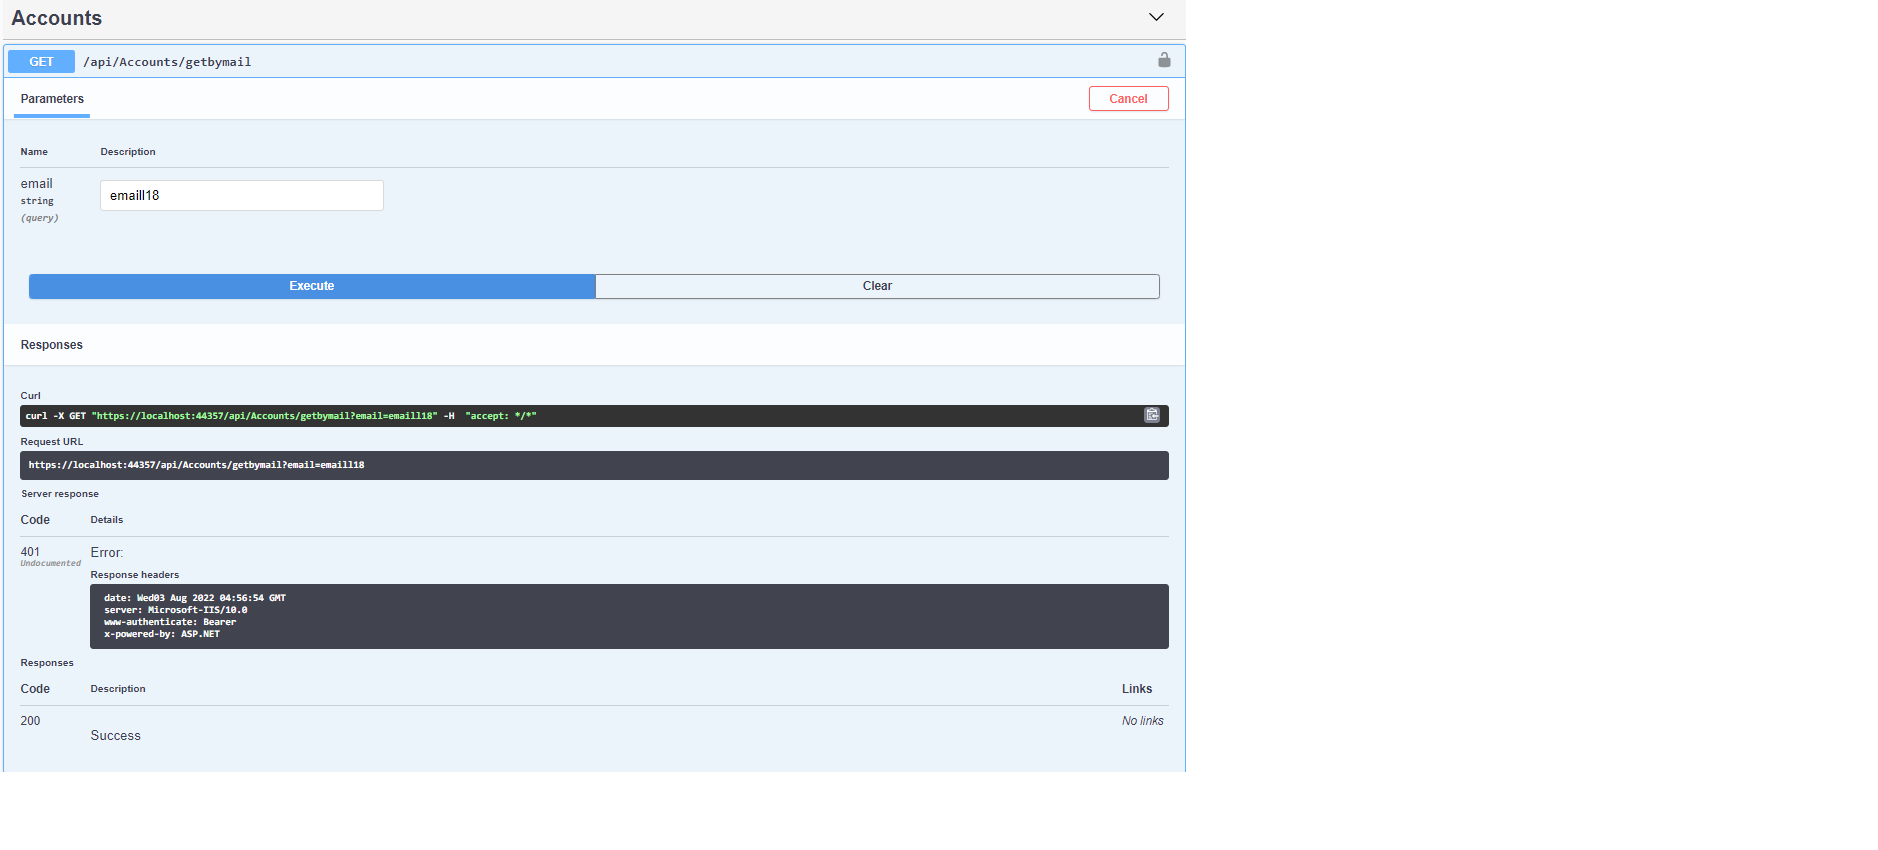 Accounts
GET /api/Accounts/getbymail
Parameters Cancel
Name Description
email
string
(query)
emaill18
Execute Clear
Responses
Curl
curl -X GET "https://localhost:44357/api/Accounts/getbymail?email=emaill18" -H  "accept: */*"
Request URL
https://localhost:44357/api/Accounts/getbymail?email=emaill18
Server response
Code Details
401 Error:
Undocumented
Response headers
date: Wed03 Aug 2022 04:56:54 GMT
server: Microsoft-IIS/10.0
www-authenticate: Bearer
x-powered-by: ASP.NET
Responses
Code Description Links
200 No links
Success